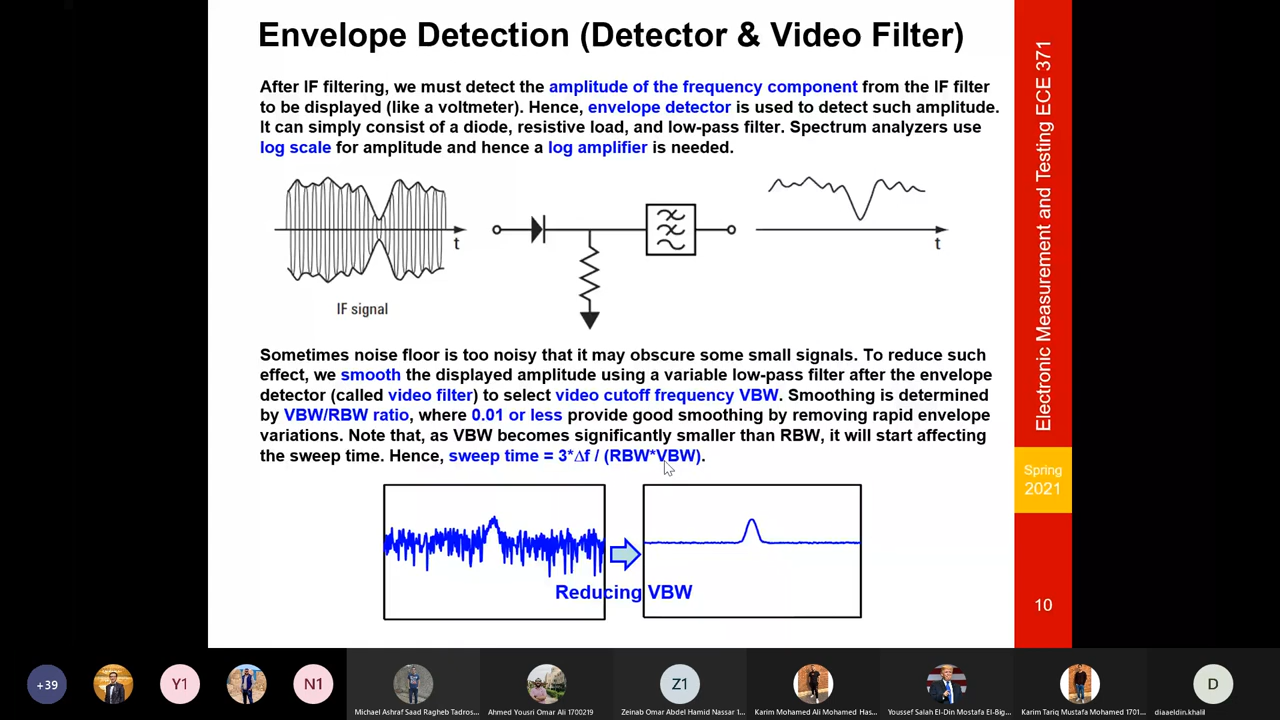 Envelope Detection (Detector & Video Filter)
After IF filtering, we must detect the amplitude of the frequency component from the IF filter
to be displayed (like a voltmeter). Hence, envelope detector is used to detect such amplitude.
It can simply consist of a diode, resistive load, and low-pass filter. Spectrum analyzers use
log scale for amplitude and hence a log amplifier is needed.
t
t
IF signal
Sometimes noise floor is too noisy that it may obscure some small signals. To reduce such
effect, we smooth the displayed amplitude using a variable low-pass filter after the envelope
detector (called video filter) to select video cutoff frequency VBW. Smoothing is determined
by VBW/RBW ratio, where 0.01 or less provide good smoothing by removing rapid envelope
variations. Note that, as VBW becomes significantly smaller than RBW, it will start affecting
the sweep time. Hence, sweep time = 3*Δf / (RBW*VBW).
Reducing VBW
Electronic Measurement and Testing ECE 371
Spring
2021
10
+39
Y1
N1
Michael Ashraf Saad Ragheb Tadros...
Ahmed Yousri Omar Ali 1700219
Z1
Zeinab Omar Abdel Hamid Nassar 1...
Karim Mohamed Ali Mohamed Has...
Youssef Salah El-Din Mostafa El-Big...
Karim Tariq Mustafa Mohamed 1701...
D
diaaeldin.khalil